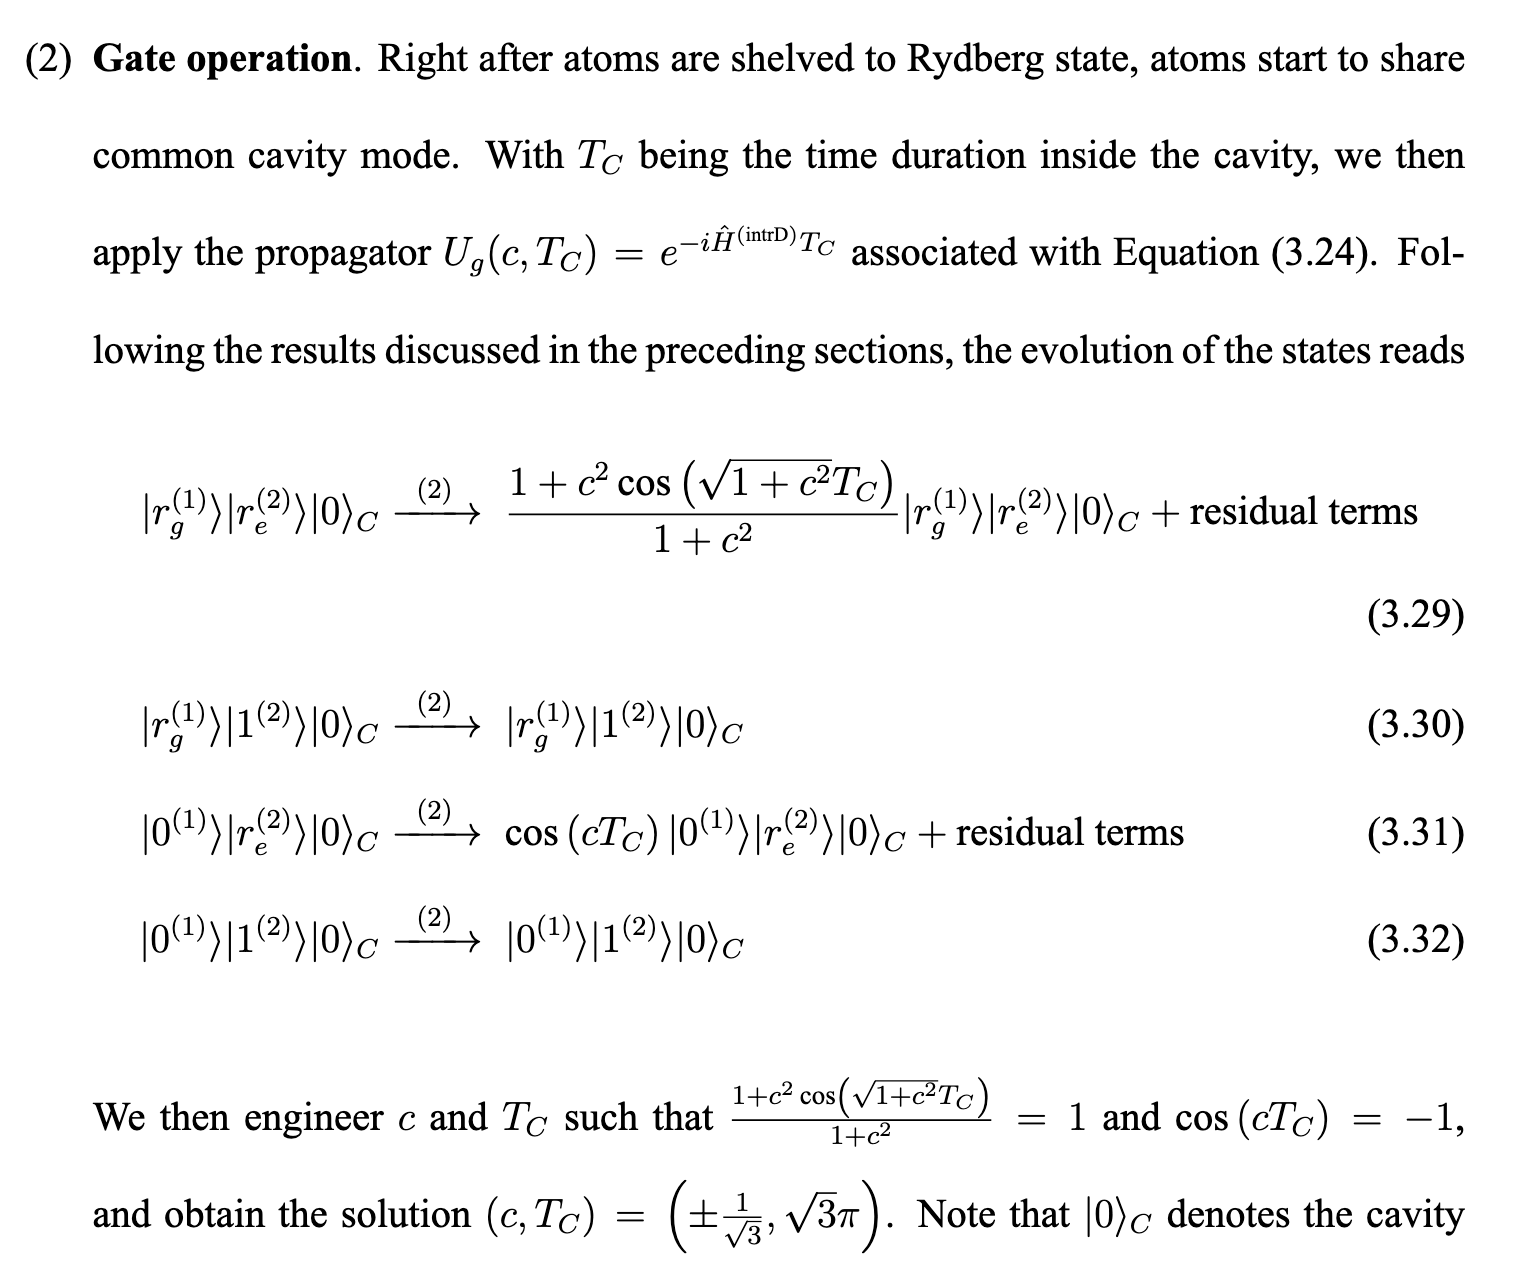 (2) Gate operation. Right after atoms are shelved to Rydberg state, atoms start to share
common cavity mode. With $T_C$ being the time duration inside the cavity, we then
apply the propagator $U_g(c, T_C) = e^{-i\hat{H}^{(\text{intrD})}T_C}$ associated with Equation (3.24). Fol-
lowing the results discussed in the preceding sections, the evolution of the states reads
$|r_g^{(1)}\rangle|r_e^{(2)}\rangle|0\rangle_C \xrightarrow{(2)} \frac{1+c^2\cos\left(\sqrt{1+c^2}T_C\right)}{1+c^2}|r_g^{(1)}\rangle|r_e^{(2)}\rangle|0\rangle_C + \text{residual terms}$
(3.29)
$|r_g^{(1)}\rangle|1^{(2)}\rangle|0\rangle_C \xrightarrow{(2)} |r_g^{(1)}\rangle|1^{(2)}\rangle|0\rangle_C$ (3.30)
$|0^{(1)}\rangle|r_e^{(2)}\rangle|0\rangle_C \xrightarrow{(2)} \cos(cT_C)|0^{(1)}\rangle|r_e^{(2)}\rangle|0\rangle_C + \text{residual terms}$ (3.31)
$|0^{(1)}\rangle|1^{(2)}\rangle|0\rangle_C \xrightarrow{(2)} |0^{(1)}\rangle|1^{(2)}\rangle|0\rangle_C$ (3.32)
We then engineer $c$ and $T_C$ such that $\frac{1+c^2\cos\left(\sqrt{1+c^2}T_C\right)}{1+c^2} = 1$ and $\cos(cT_C) = -1$,
and obtain the solution $(c, T_C) = \left(\pm\frac{1}{\sqrt{3}}, \sqrt{3}\pi\right)$. Note that $|0\rangle_C$ denotes the cavity